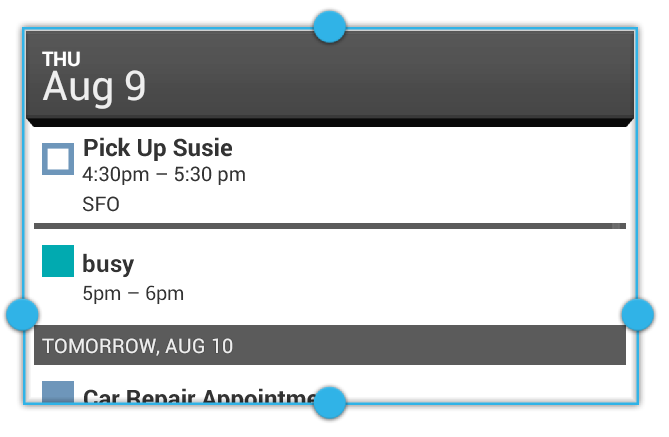 THU
Aug 9
Pick Up Susie
4:30pm – 5:30 pm
SFO
busy
5pm – 6pm
TOMORROW, AUG 10
Car Repair Appointme